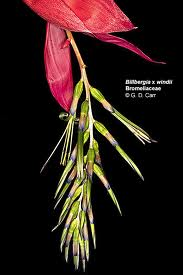 Billbergia x windii
Bromeliaceae
© G. D. Carr